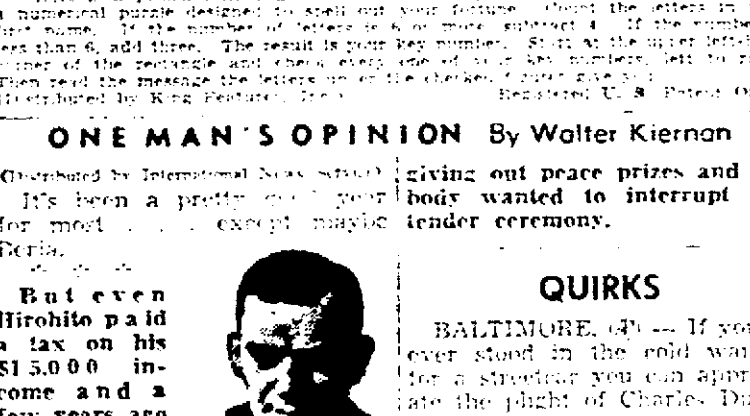 a numerical puzzle designed to spell out your fortune. Count the letters in
first name. If the number of letters is 6 or more, subtract 4. If the number
less than 6, add three. The result is your key number. Start at the upper left-
corner of the rectangle and check every one of your key numbers, left to
Then read the message the letters under the checked figures give you.
Distributed by King Features, Inc. Registered U. S. Patent
ONE MAN'S OPINION By Walter Kiernan
(Distributed by International News Service)
It's been a pretty good year
for most . . . . except maybe
Beria.
But even
Hirohito paid
a tax on his
$15,000 in-
come and a
few years ago
giving out peace prizes and
body wanted to interrupt
tender ceremony.
QUIRKS
BALTIMORE, (AP) -- If you
ever stood in the cold
for a streetcar you can
ate the plight of Charles